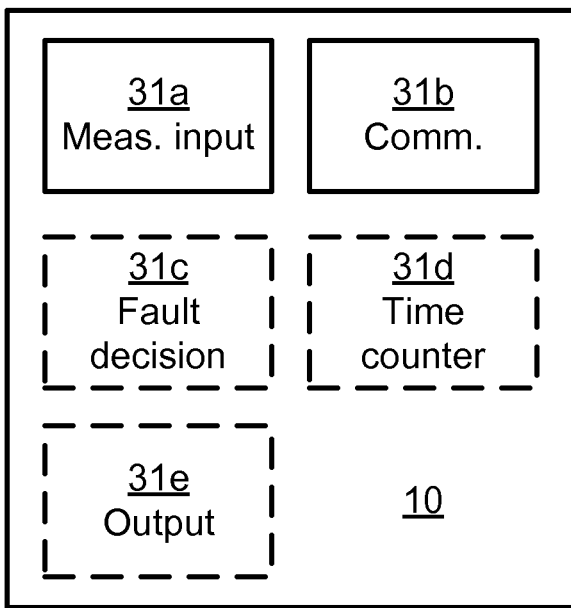 31a
Meas. input
31b
Comm.
31c
Fault
decision
31d
Time
counter
31e
Output
10